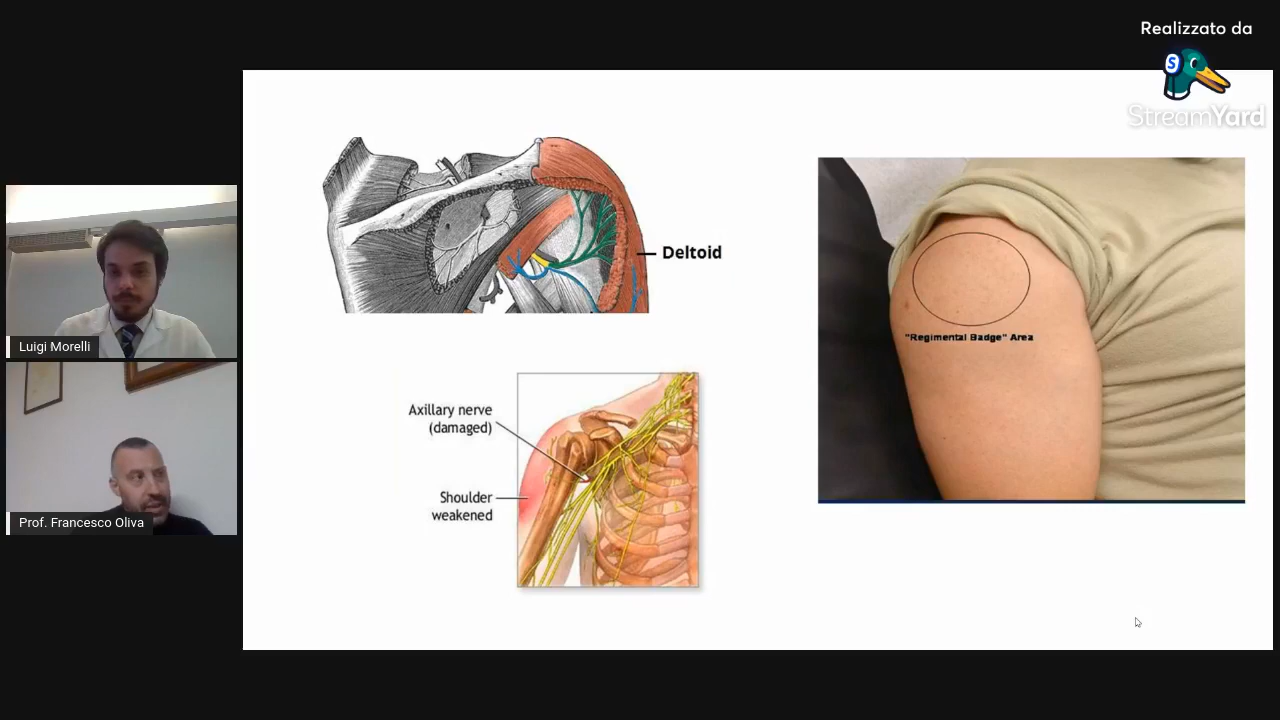 Realizzato da
S
StreamYard
Deltoid
"Regimental Badge" Area
Luigi Morelli
Axillary nerve
(damaged)
Shoulder
weakened
Prof. Francesco Oliva